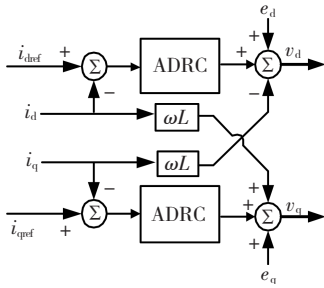 e_d
i_dref + Σ ADRC + + Σ v_d
− −
i_d ωL
i_q ωL
− + +
i_qref + Σ ADRC + Σ v_q
+
e_q